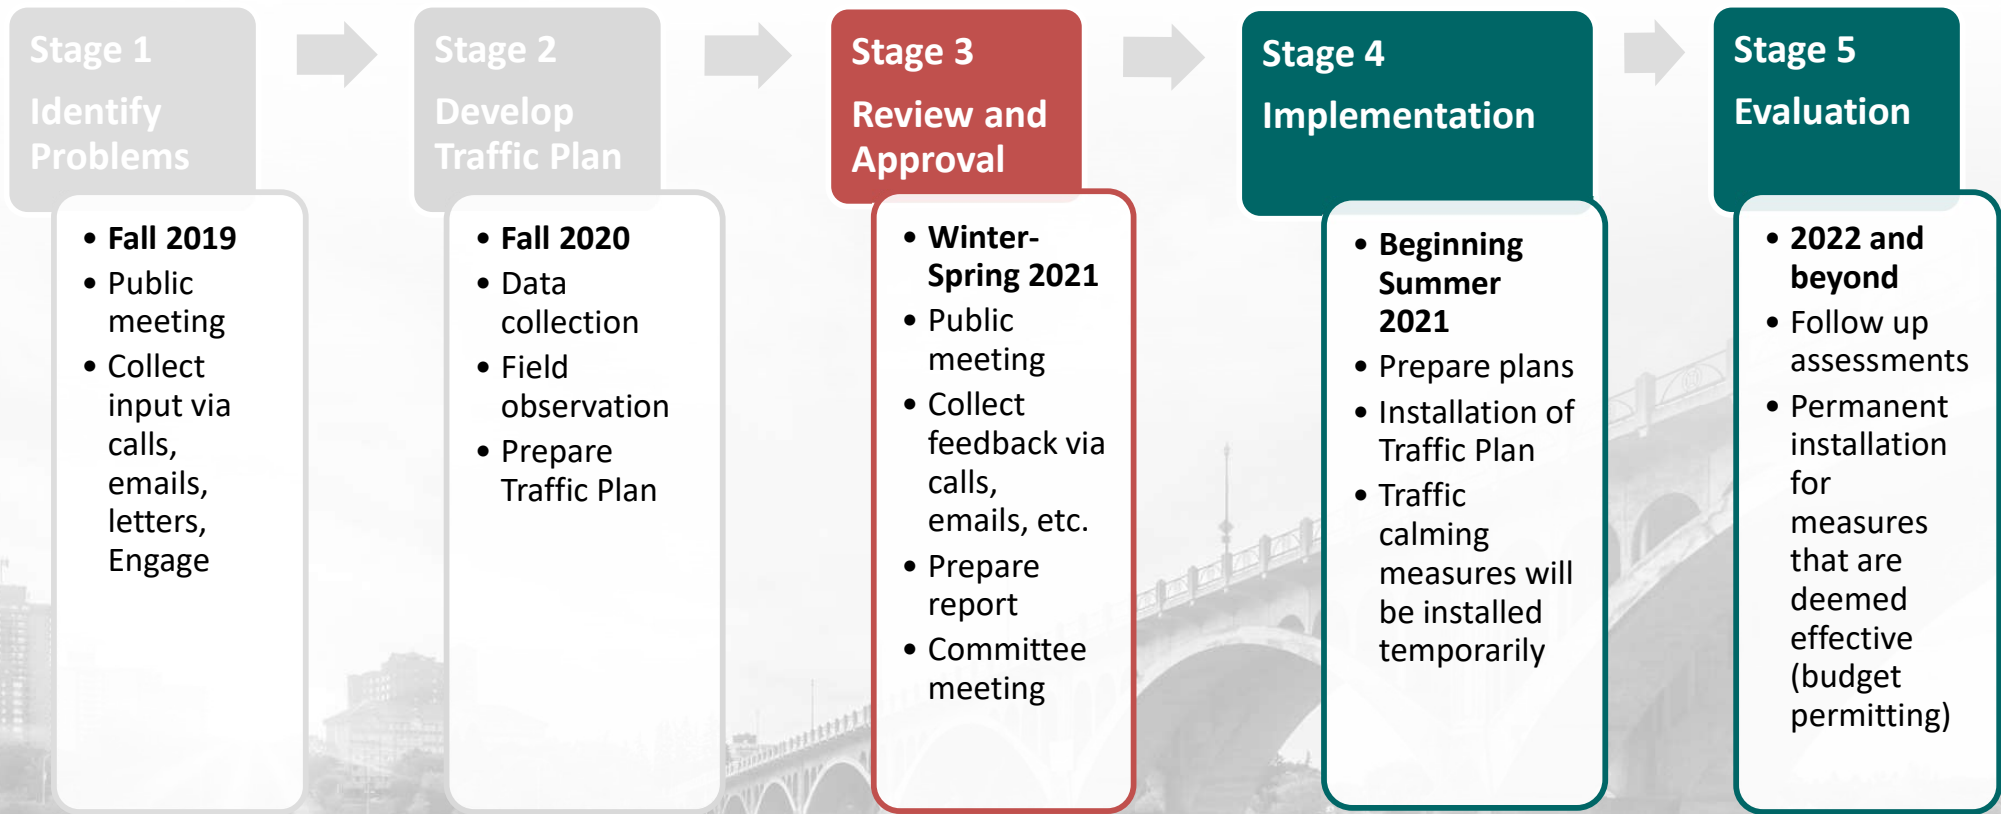 Stage 1
Identify
Problems
• Fall 2019
• Public
meeting
• Collect
input via
calls,
emails,
letters,
Engage
Stage 2
Develop
Traffic Plan
• Fall 2020
• Data
collection
• Field
observation
• Prepare
Traffic Plan
Stage 3
Review and
Approval
• Winter-
Spring 2021
• Public
meeting
• Collect
feedback via
calls,
emails, etc.
• Prepare
report
• Committee
meeting
Stage 4
Implementation
• Beginning
Summer
2021
• Prepare plans
• Installation of
Traffic Plan
• Traffic
calming
measures will
be installed
temporarily
Stage 5
Evaluation
• 2022 and
beyond
• Follow up
assessments
• Permanent
installation
for
measures
that are
deemed
effective
(budget
permitting)